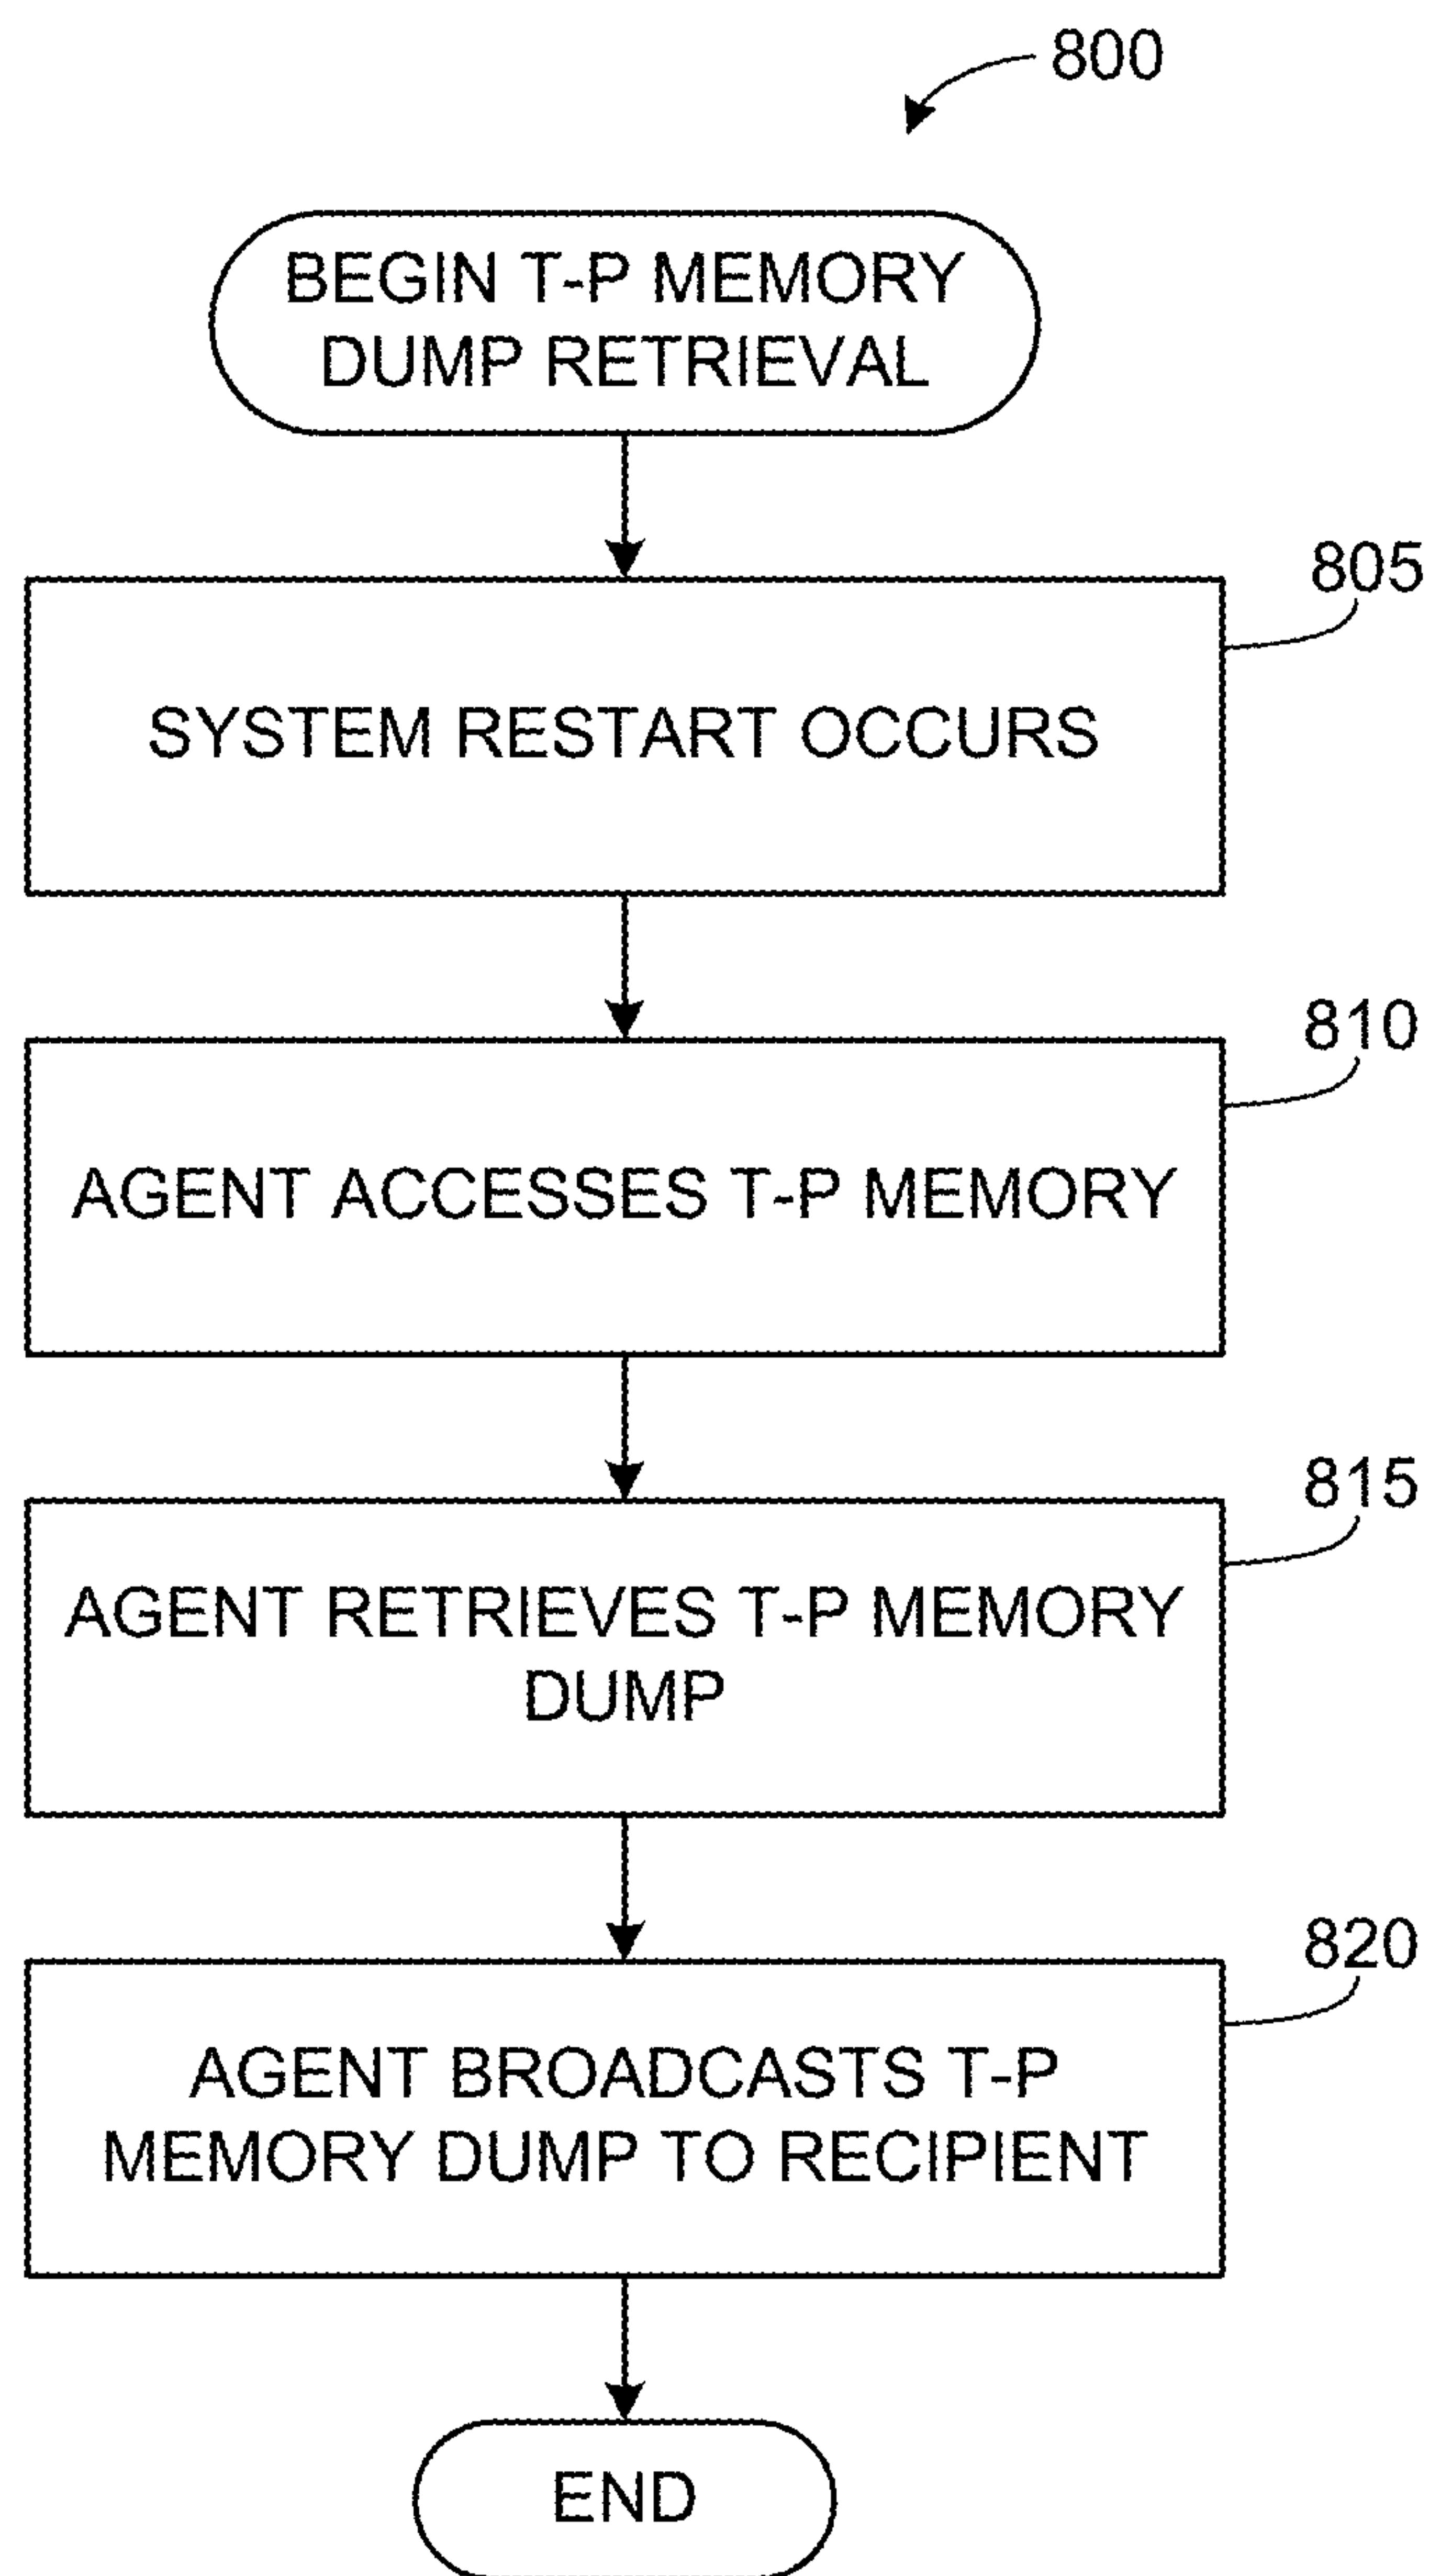 800
BEGIN T-P MEMORY
DUMP RETRIEVAL
805
SYSTEM RESTART OCCURS
810
AGENT ACCESSES T-P MEMORY
815
AGENT RETRIEVES T-P MEMORY
DUMP
820
AGENT BROADCASTS T-P
MEMORY DUMP TO RECIPIENT
END